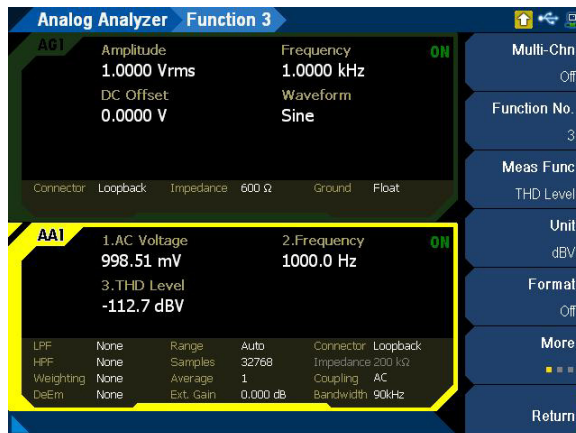 Analog Analyzer Function 3
AG1 Amplitude Frequency ON
1.0000 Vrms 1.0000 kHz
DC Offset Waveform
0.0000 V Sine
Connector Loopback Impedance 600 Ω Ground Float
AA1 1.AC Voltage 2.Frequency ON
998.51 mV 1000.0 Hz
3.THD Level
-112.7 dBV
LPF None Range Auto Connector Loopback
HPF None Samples 32768 Impedance 200 kΩ
Weighting None Average 1 Coupling AC
DeEm None Ext. Gain 0.000 dB Bandwidth 90kHz
Multi-Chn
Off
Function No.
3
Meas Func
THD Level
Unit
dBV
Format
Off
More
Return